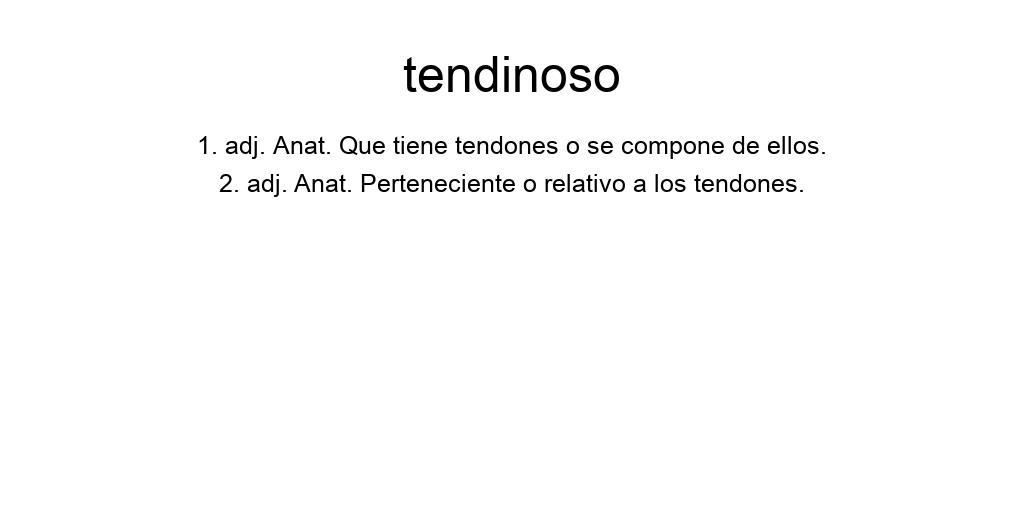 tendinoso
1. adj. Anat. Que tiene tendones o se compone de ellos.
2. adj. Anat. Perteneciente o relativo a los tendones.